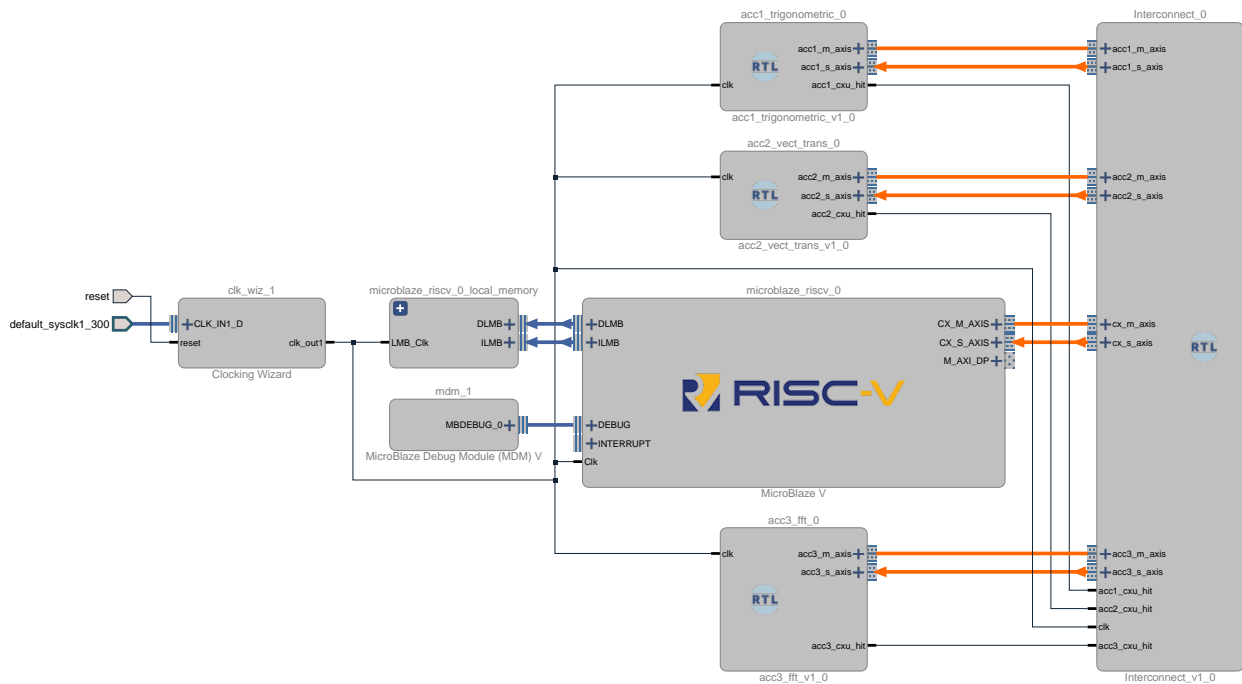 acc1_trigonometric_0
acc1_m_axis
acc1_s_axis
acc1_cxu_hit
clk
RTL
acc1_trigonometric_v1_0
acc2_vect_trans_0
clk
acc2_m_axis
acc2_s_axis
acc2_cxu_hit
RTL
acc2_vect_trans_v1_0
reset
default_sysclk1_300
clk_wiz_1
CLK_IN1_D
reset
clk_out1
Clocking Wizard
microblaze_riscv_0_local_memory
DLMB
ILMB
LMB_Clk
mdm_1
MBDEBUG_0
MicroBlaze Debug Module (MDM) V
microblaze_riscv_0
DLMB
ILMB
DEBUG
INTERRUPT
Clk
CX_M_AXIS
CX_S_AXIS
M_AXI_DP
RISC-V
MicroBlaze V
acc3_fft_0
clk
acc3_m_axis
acc3_s_axis
RTL
acc3_cxu_hit
acc3_fft_v1_0
Interconnect_0
acc1_m_axis
acc1_s_axis
acc2_m_axis
acc2_s_axis
cx_m_axis
cx_s_axis
RTL
acc3_m_axis
acc3_s_axis
acc1_cxu_hit
acc2_cxu_hit
clk
acc3_cxu_hit
Interconnect_v1_0